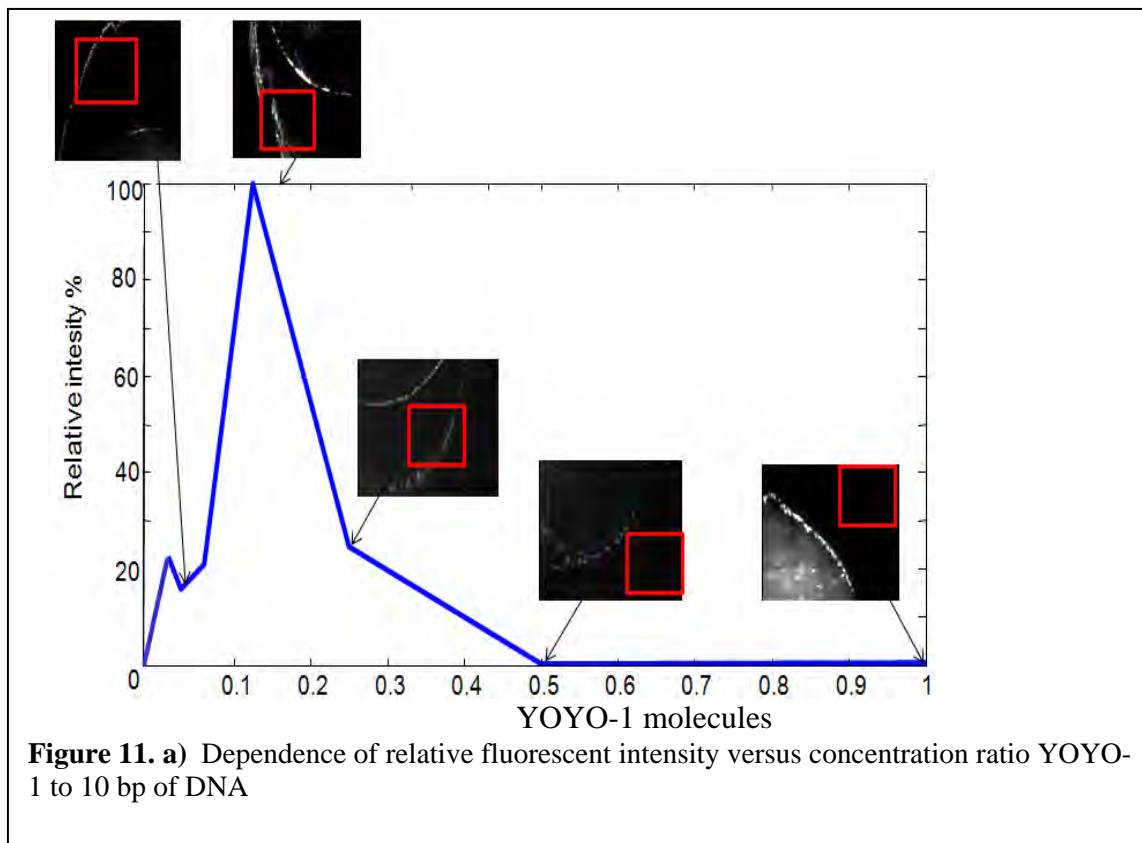 100
80
60
40
20
0
Relative intesity %
0 0.1 0.2 0.3 0.4 0.5 0.6 0.7 0.8 0.9 1
YOYO-1 molecules
Figure 11. a) Dependence of relative fluorescent intensity versus concentration ratio YOYO-
1 to 10 bp of DNA